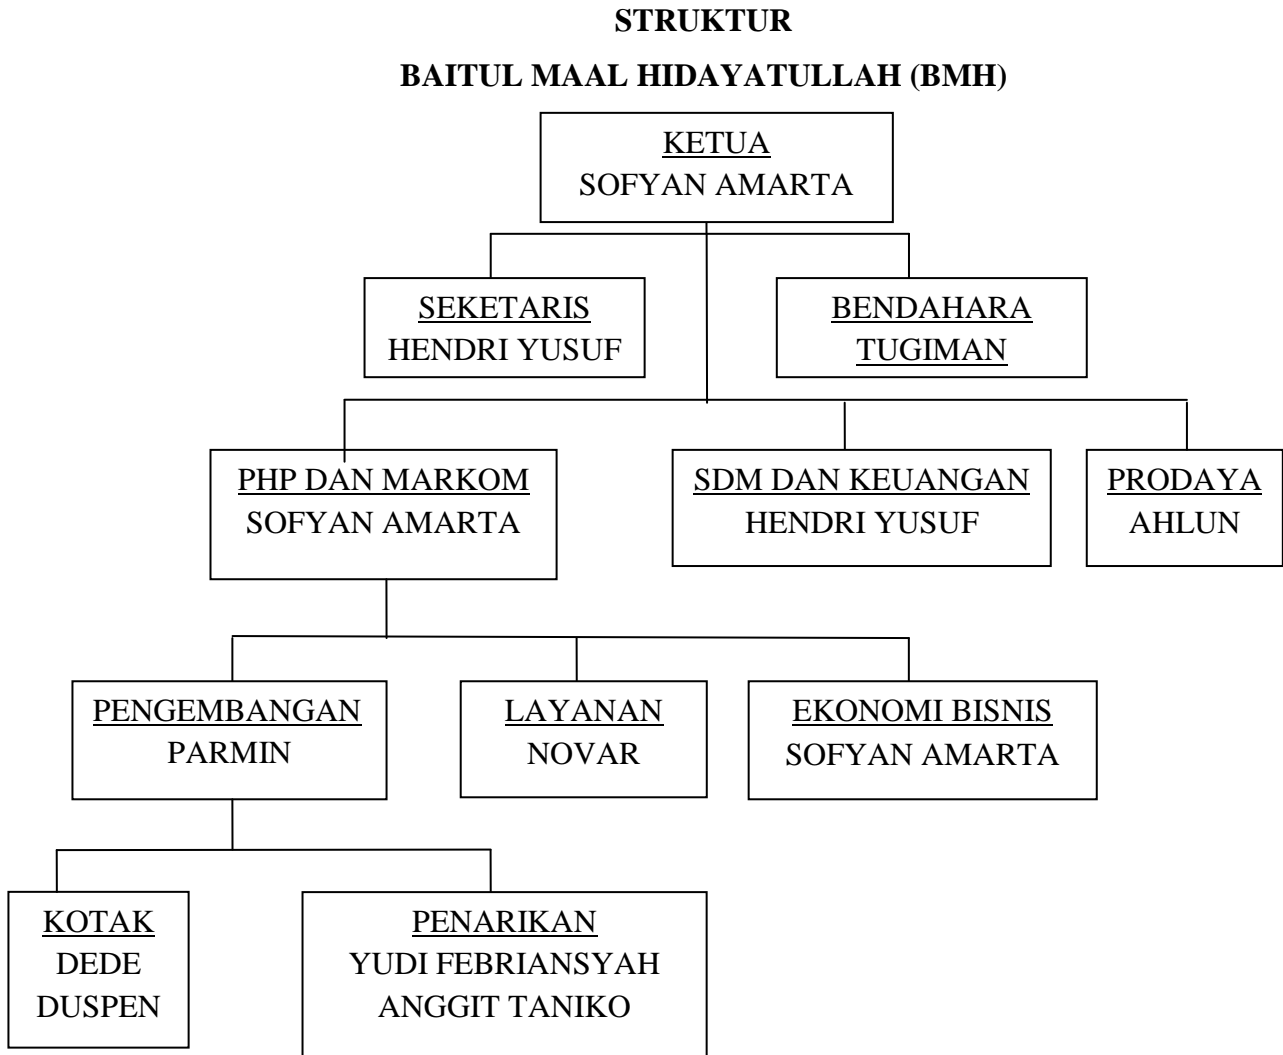 STRUKTUR
BAITUL MAAL HIDAYATULLAH (BMH)
KETUA
SOFYAN AMARTA
SEKETARIS
HENDRI YUSUF
BENDAHARA
TUGIMAN
PHP DAN MARKOM
SOFYAN AMARTA
SDM DAN KEUANGAN
HENDRI YUSUF
PRODAYA
AHLUN
PENGEMBANGAN
PARMIN
LAYANAN
NOVAR
EKONOMI BISNIS
SOFYAN AMARTA
KOTAK
DEDE
DUSPEN
PENARIKAN
YUDI FEBRIANSYAH
ANGGIT TANIKO